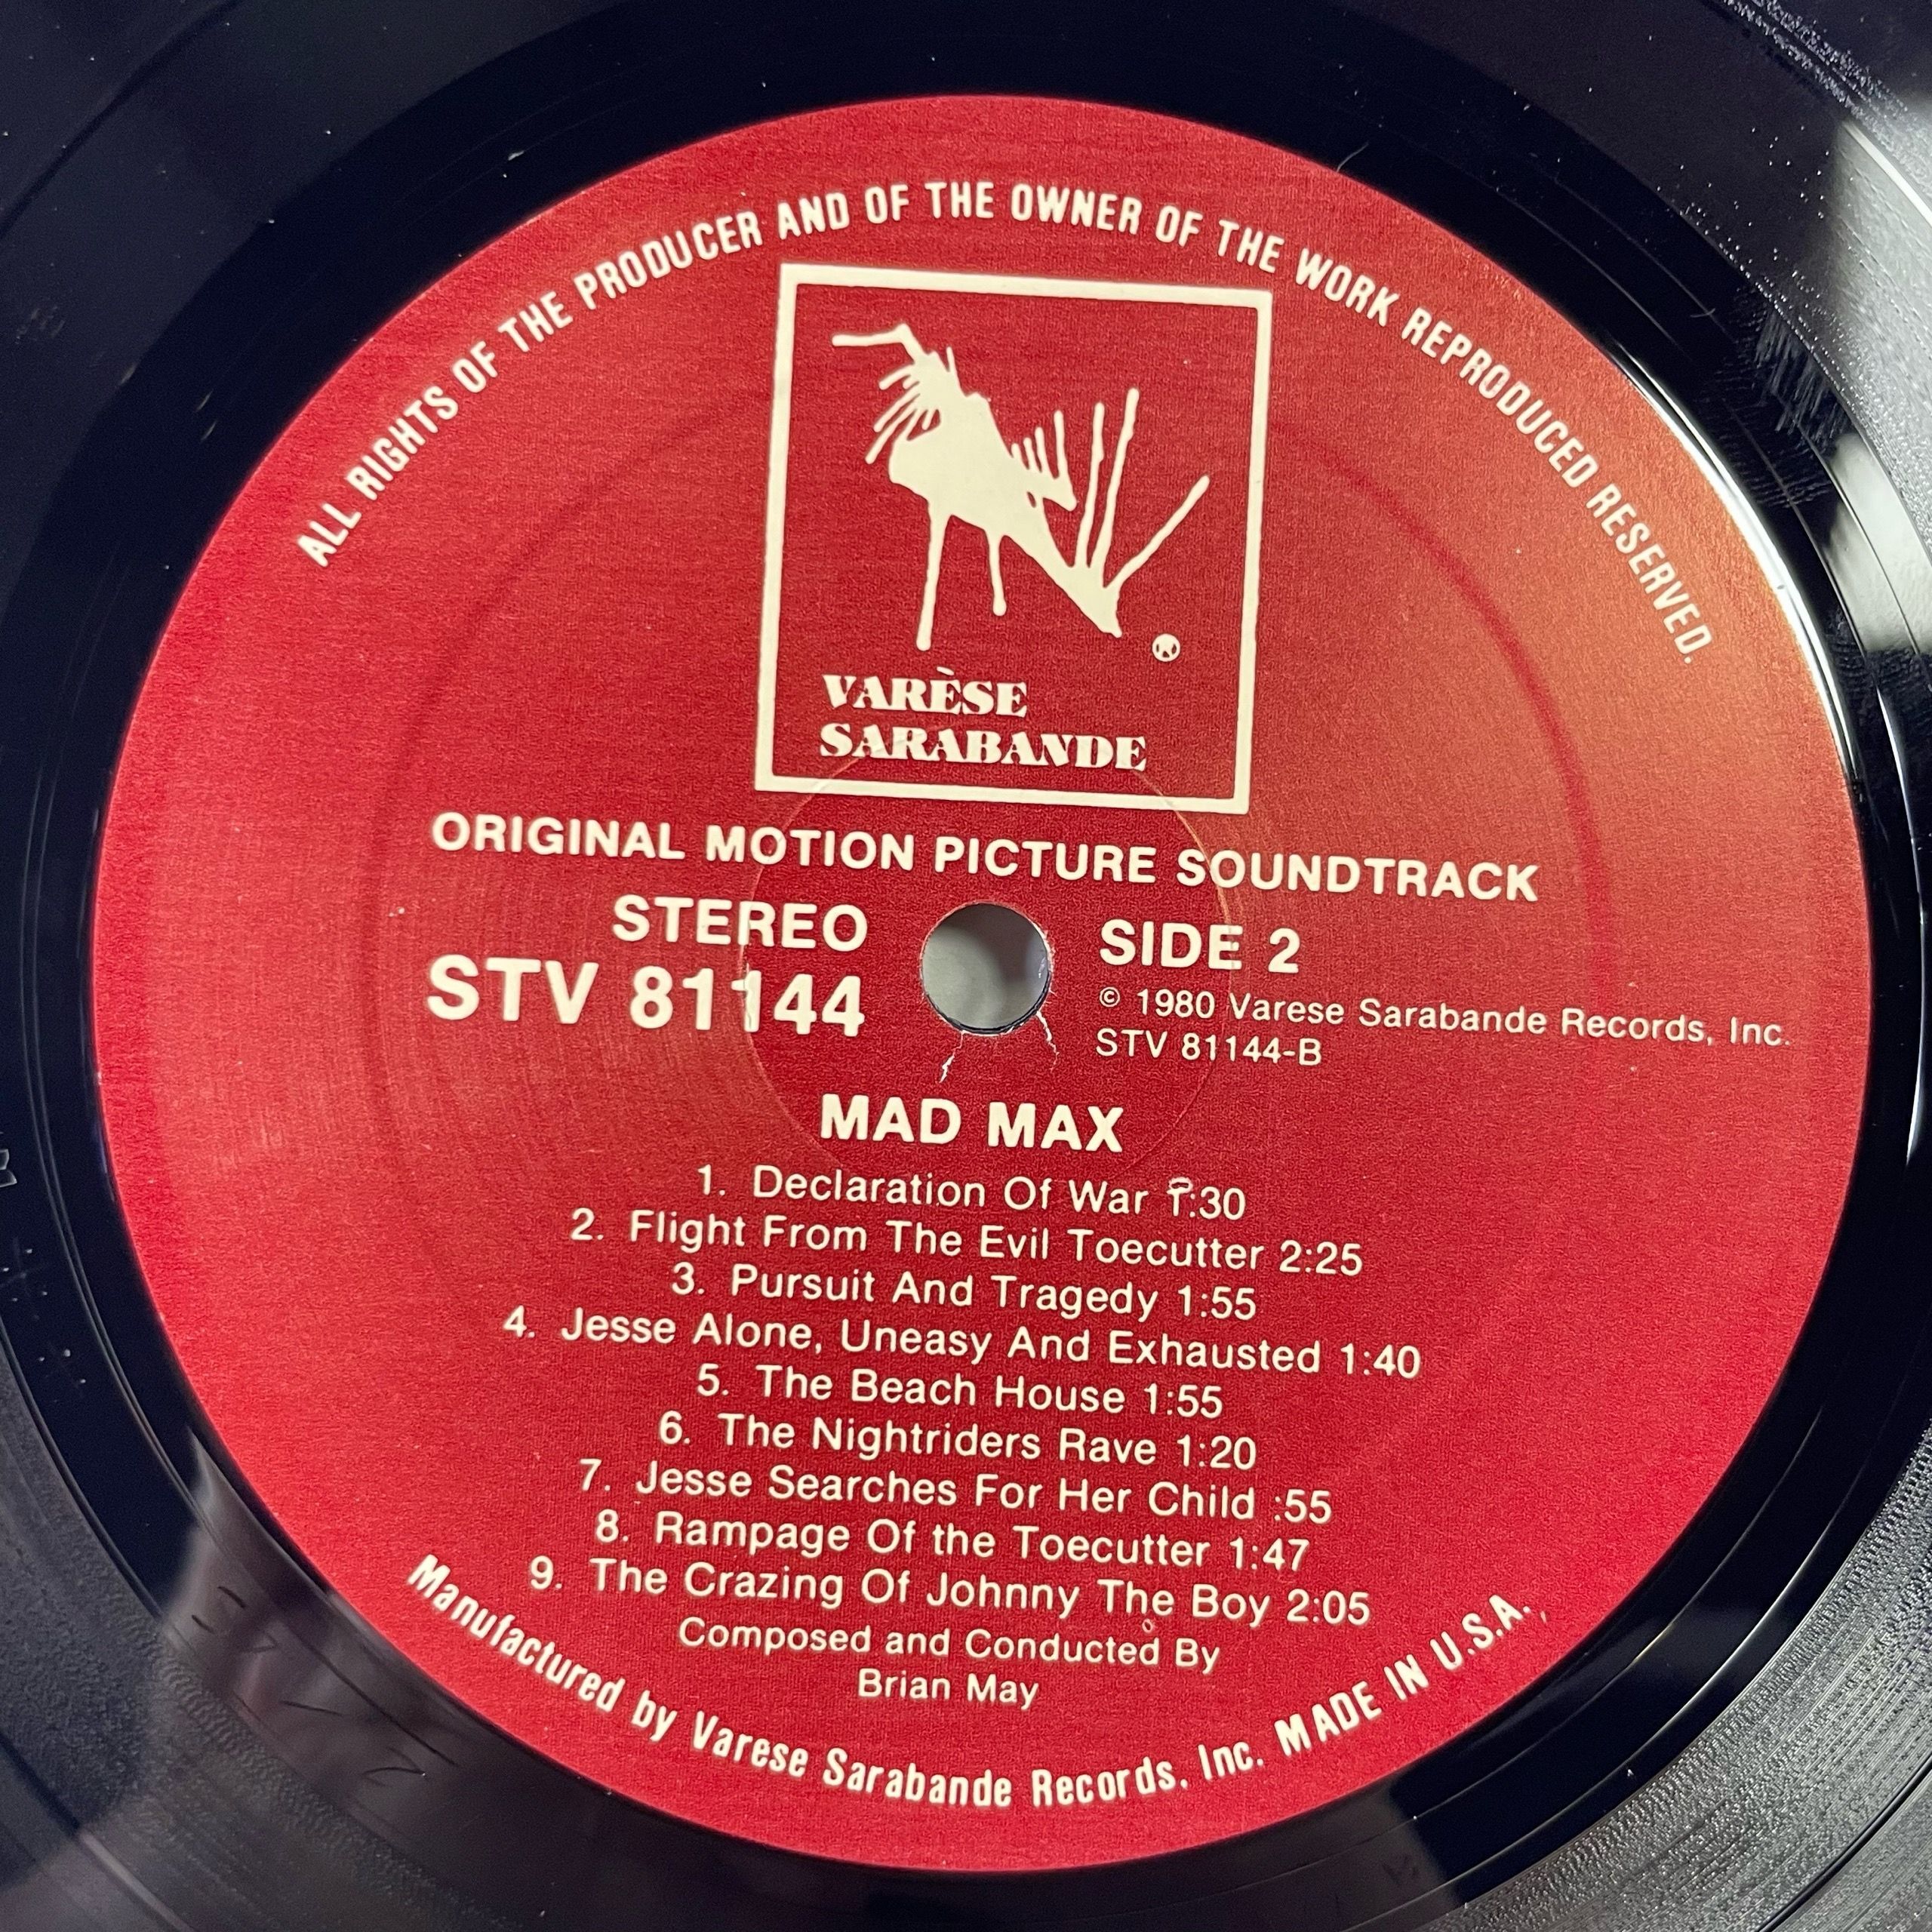 ALL RIGHTS OF THE PRODUCER AND OF THE OWNER OF THE WORK REPRODUCED RESERVED.
®
VARÈSE
SARABANDE
ORIGINAL MOTION PICTURE SOUNDTRACK
STEREO
STV 81144
SIDE 2
© 1980 Varese Sarabande Records, Inc.
STV 81144-B
MAD MAX
1. Declaration Of War 1:30
2. Flight From The Evil Toecutter 2:25
3. Pursuit And Tragedy 1:55
4. Jesse Alone, Uneasy And Exhausted 1:40
5. The Beach House 1:55
6. The Nightriders Rave 1:20
7. Jesse Searches For Her Child :55
8. Rampage Of the Toecutter 1:47
9. The Crazing Of Johnny The Boy 2:05
Composed and Conducted By
Brian May
Manufactured by Varese Sarabande Records, Inc. MADE IN U.S.A.